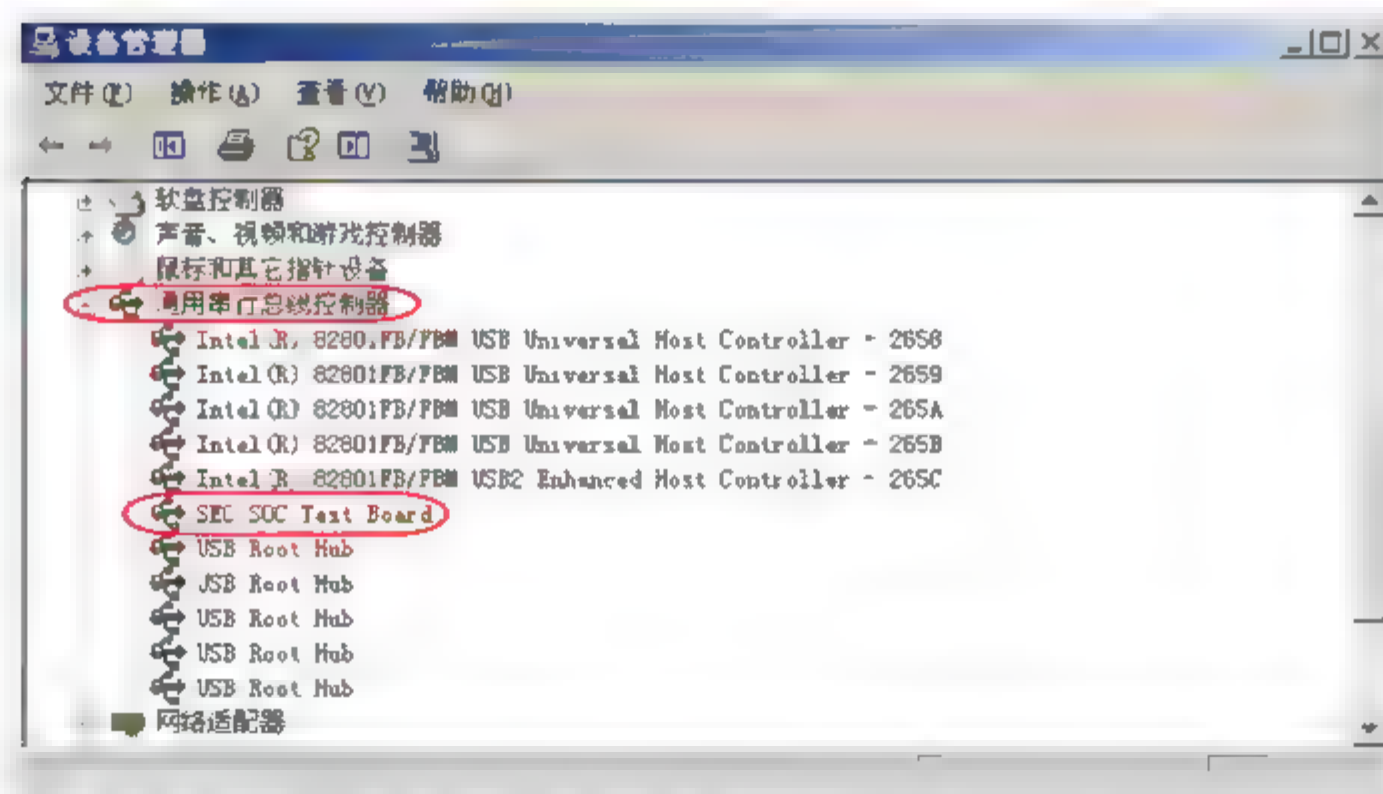 设备管理器
文件(F) 操作(A) 查看(V) 帮助(H)
软盘控制器
声音、视频和游戏控制器
鼠标和其它指针设备
通用串行总线控制器
Intel(R) 82801FB/FBM USB Universal Host Controller - 2658
Intel(R) 82801FB/FBM USB Universal Host Controller - 2659
Intel(R) 82801FB/FBM USB Universal Host Controller - 265A
Intel(R) 82801FB/FBM USB Universal Host Controller - 265B
Intel(R) 82801FB/FBM USB2 Enhanced Host Controller - 265C
SEC SOC Test Board
USB Root Hub
USB Root Hub
USB Root Hub
USB Root Hub
USB Root Hub
网络适配器